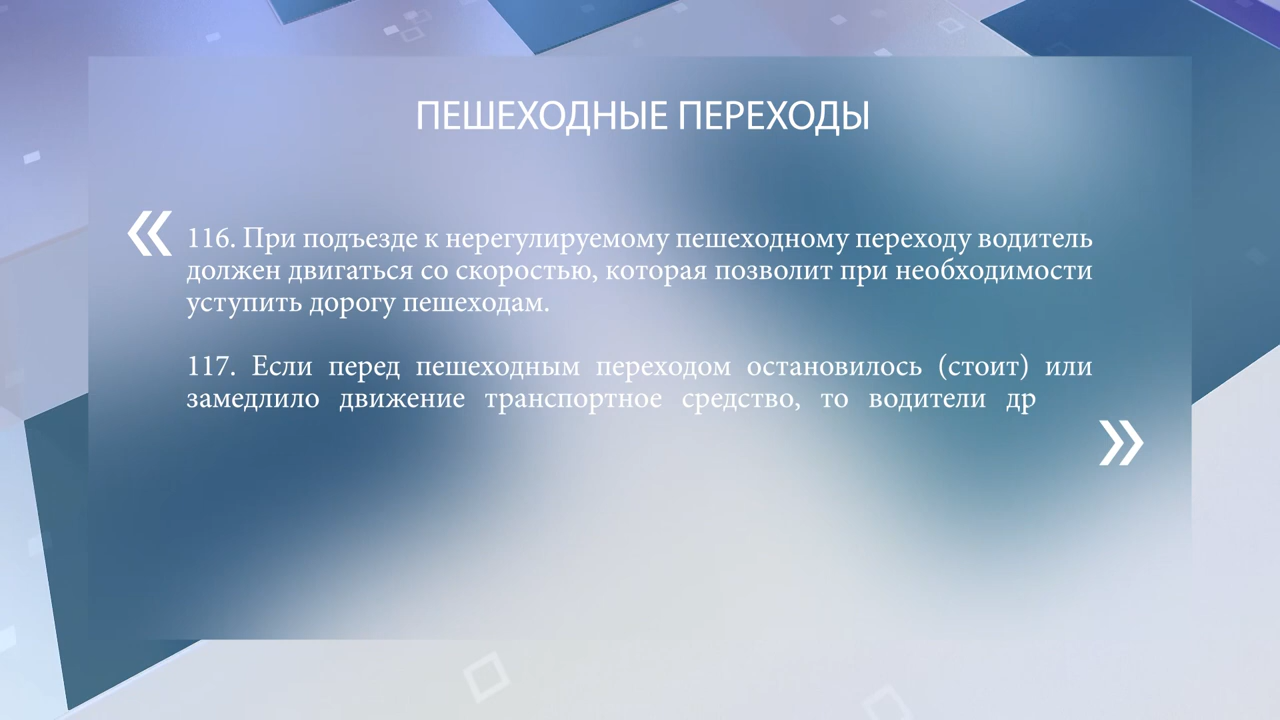 ПЕШЕХОДНЫЕ ПЕРЕХОДЫ
« 116. При подъезде к нерегулируемому пешеходному переходу водитель
должен двигаться со скоростью, которая позволит при необходимости
уступить дорогу пешеходам.
117. Если перед пешеходным переходом остановилось (стоит) или
замедлило движение транспортное средство, то водители др
»